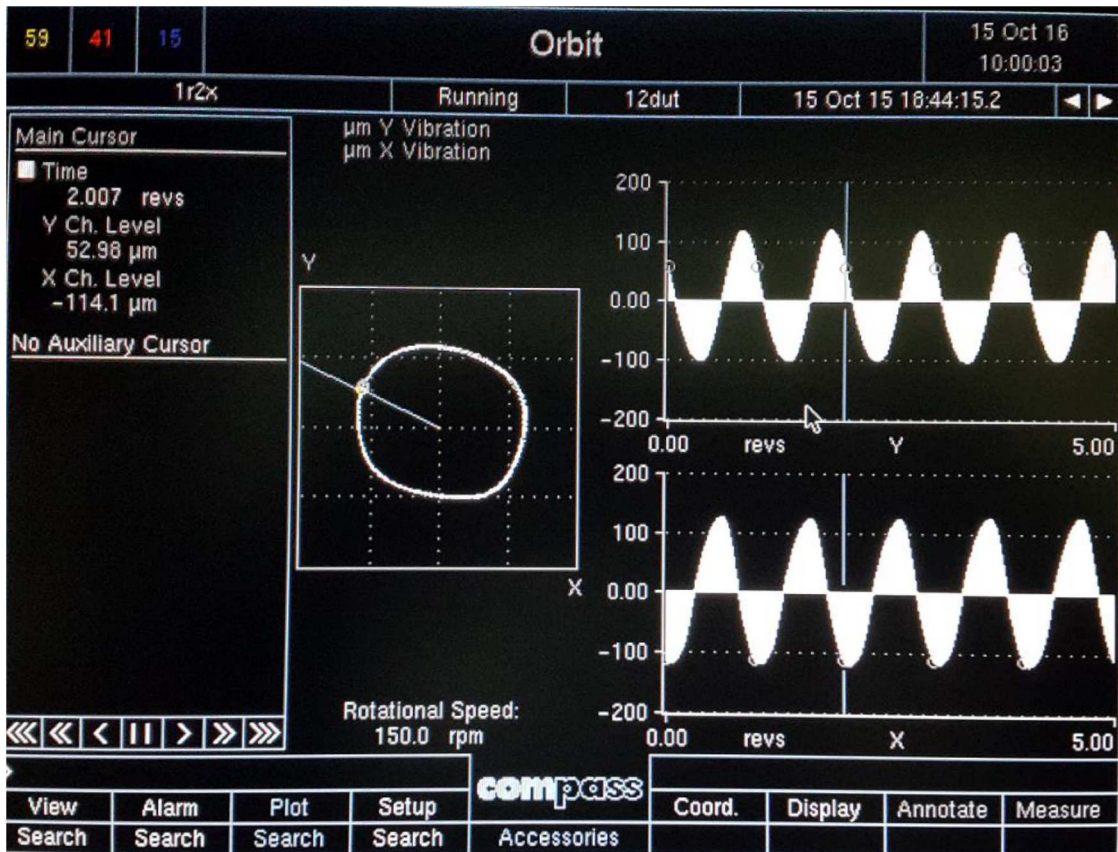 59 41 15 Orbit 15 Oct 16
10:00:03
1r2x Running 12dut 15 Oct 15 18:44:15.2
Main Cursor
Time
2.007 revs
Y Ch. Level
52.98 µm
X Ch. Level
-114.1 µm
No Auxiliary Cursor
µm Y Vibration
µm X Vibration
Y
X
Rotational Speed:
150.0 rpm
200
100
0.00
-100
-200
0.00 revs Y 5.00
200
100
0.00
-100
-200
0.00 revs X 5.00
compass
View Alarm Plot Setup Coord. Display Annotate Measure
Search Search Search Search Accessories